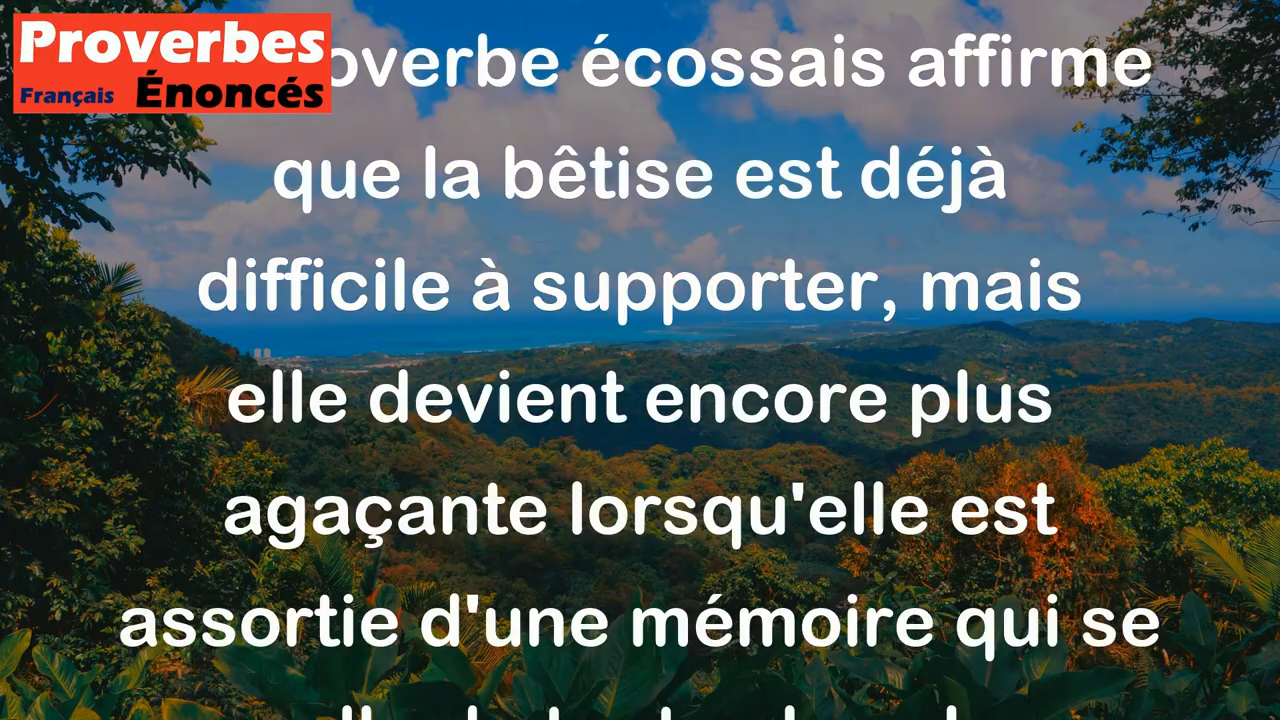 Proverbes
Français Énoncés
affirme
écossais
que la bêtise est déjà
difficile à supporter, mais
elle devient encore plus
agaçante lorsqu'elle est
assortie d'une mémoire qui se